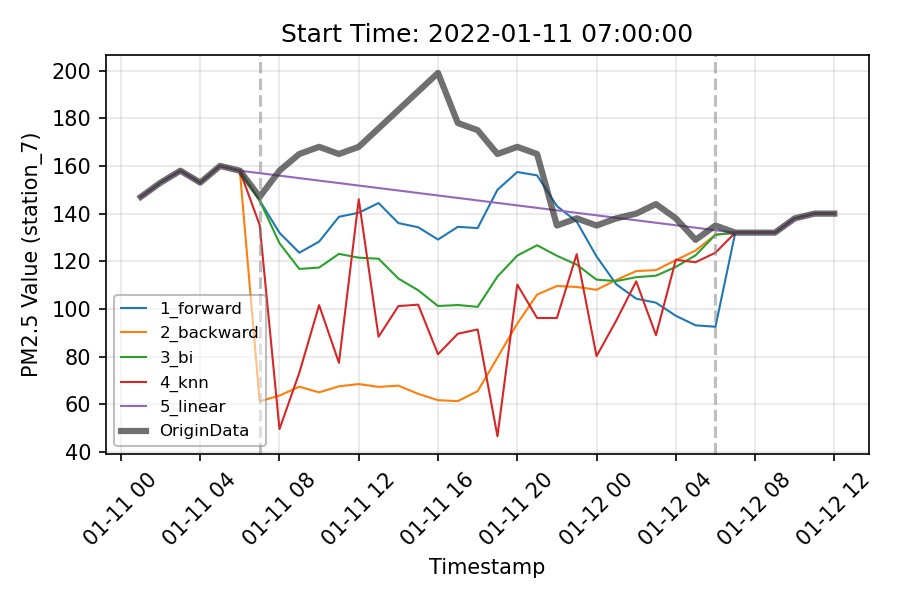 Start Time: 2022-01-11 07:00:00
PM2.5 Value (station_7)
200
180
160
140
120
100
80
60
40
1_forward
2_backward
3_bi
4_knn
5_linear
OriginData
01-11 00
01-11 04
01-11 08
01-11 12
01-11 16
01-11 20
01-12 00
01-12 04
01-12 08
01-12 12
Timestamp